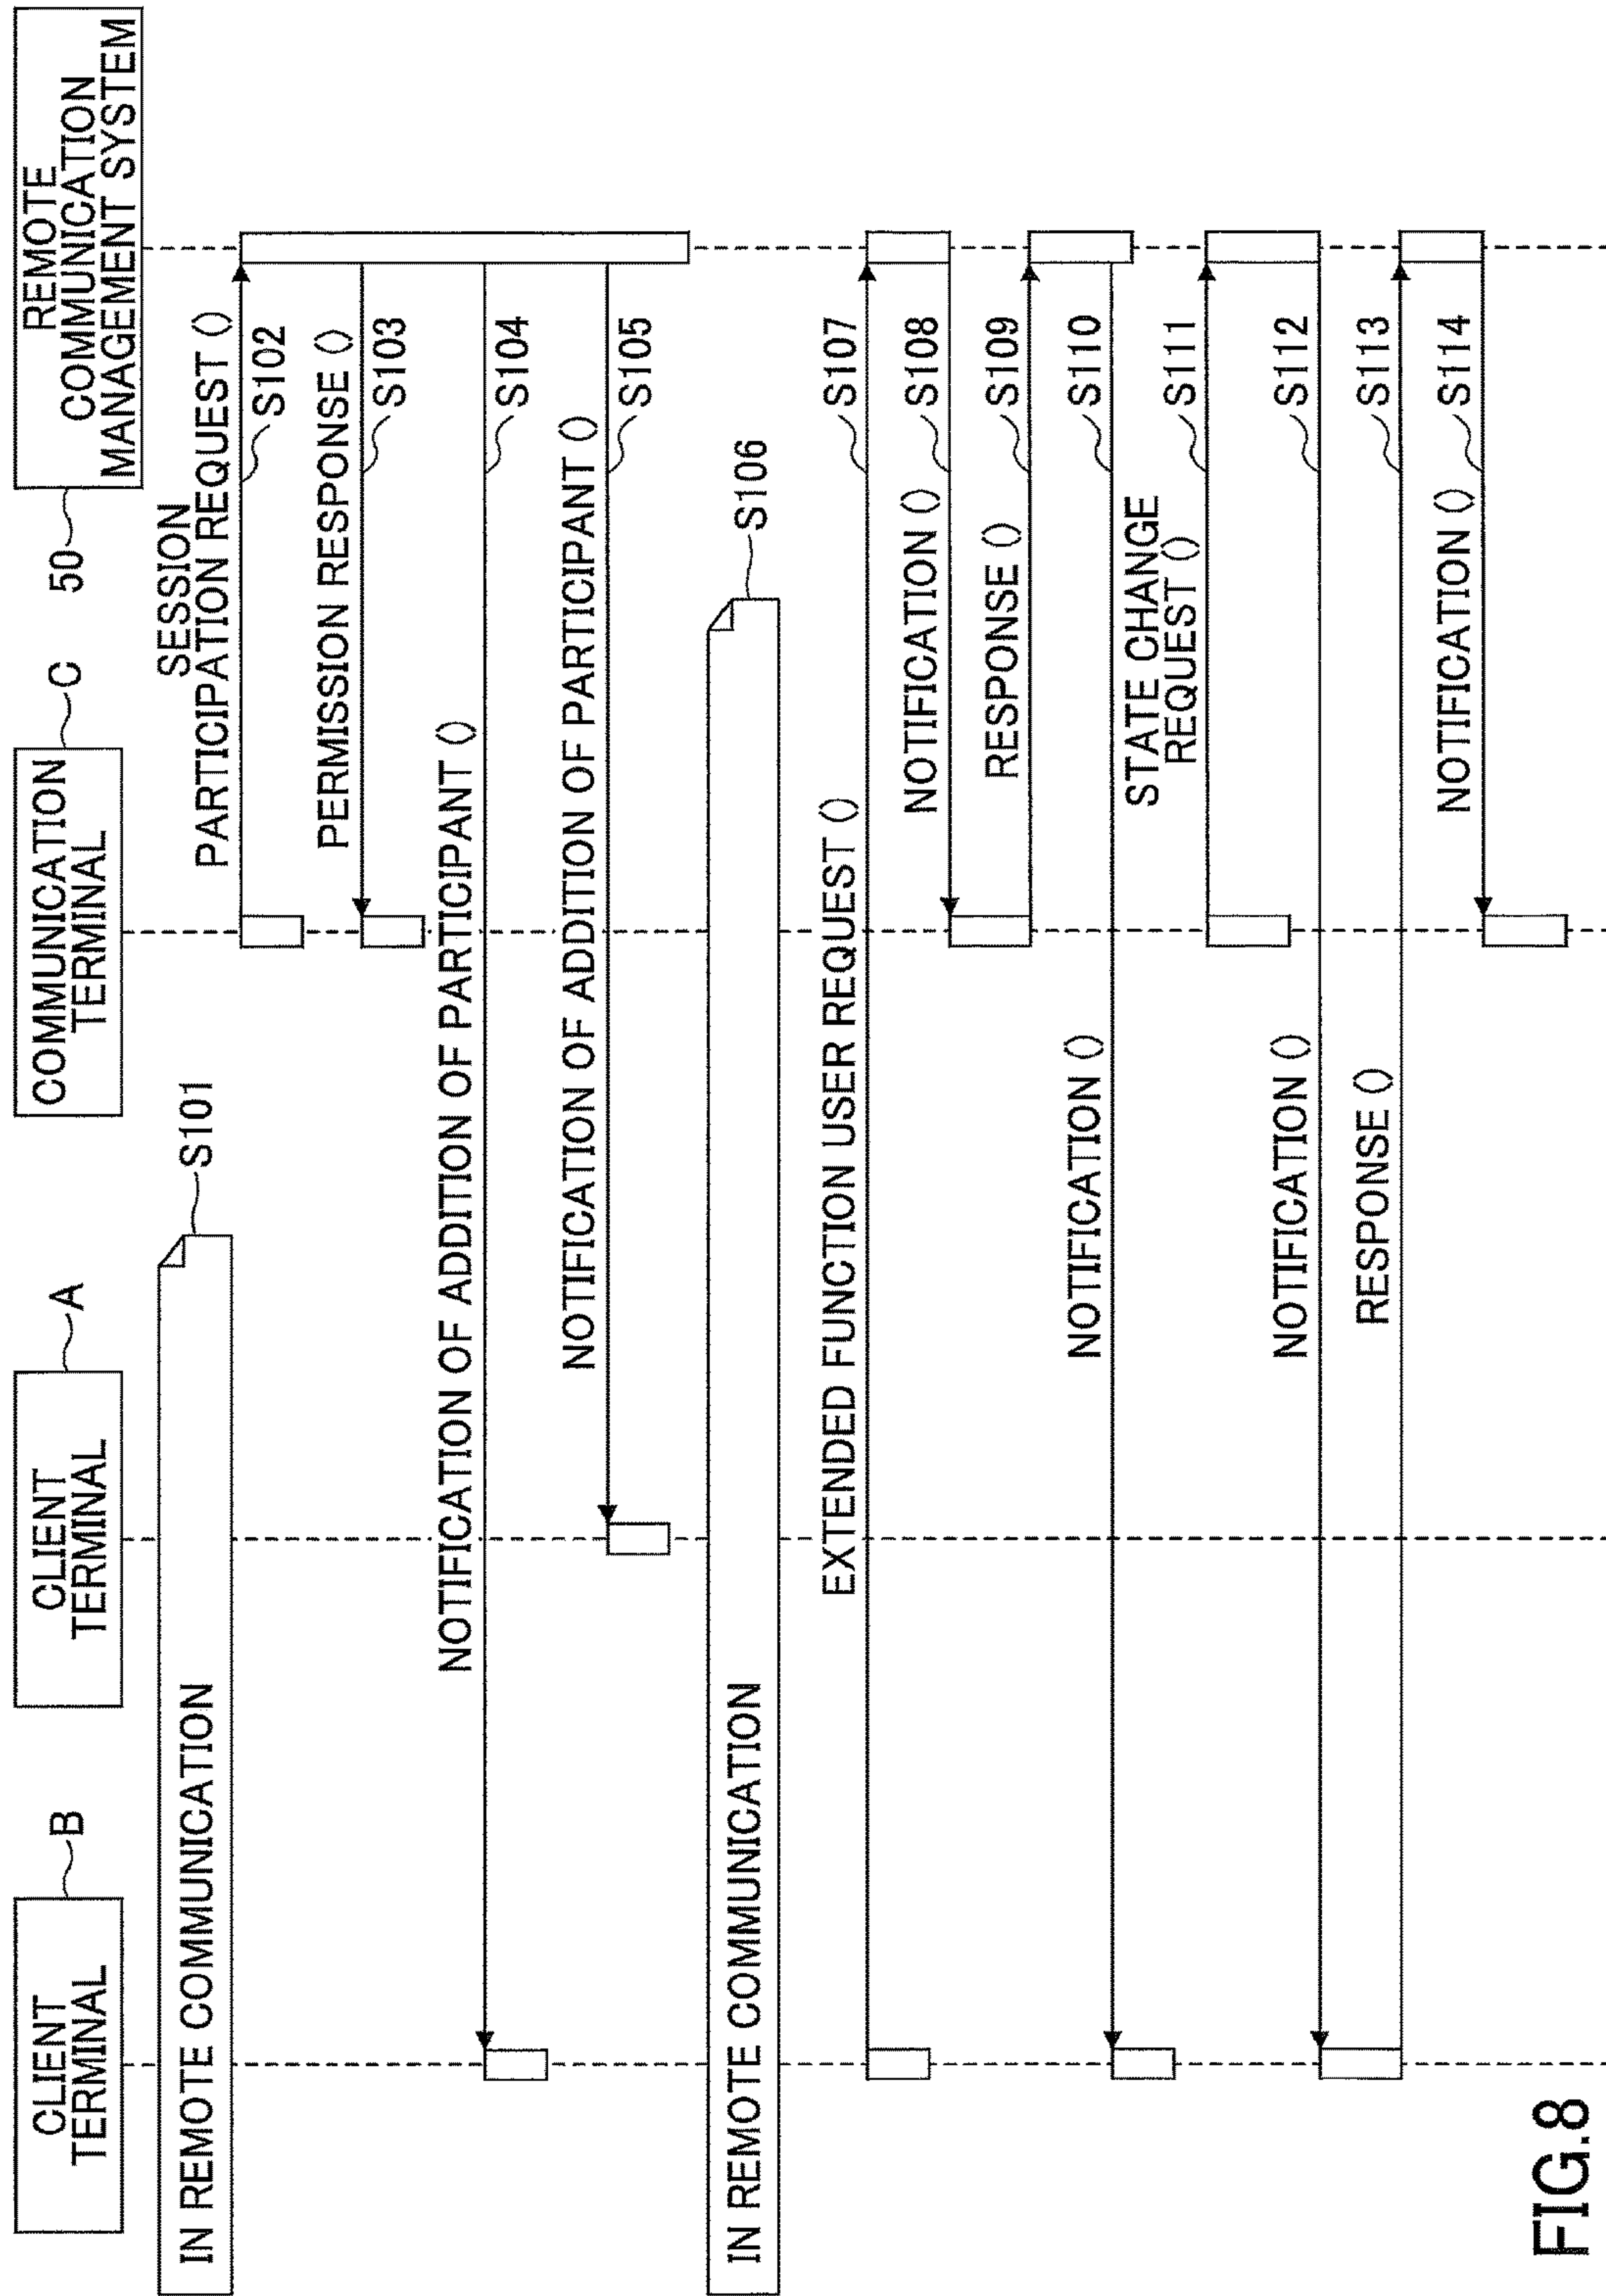 CLIENT
TERMINAL
B
CLIENT
TERMINAL
A
COMMUNICATION
TERMINAL
C
REMOTE
COMMUNICATION
MANAGEMENT SYSTEM
50
IN REMOTE COMMUNICATION
S101
SESSION
PARTICIPATION REQUEST ()
S102
PERMISSION RESPONSE ()
S103
NOTIFICATION OF ADDITION OF PARTICIPANT ()
S104
NOTIFICATION OF ADDITION OF PARTICIPANT ()
S105
IN REMOTE COMMUNICATION
S106
EXTENDED FUNCTION USER REQUEST ()
S107
NOTIFICATION ()
S108
RESPONSE ()
S109
NOTIFICATION ()
S110
STATE CHANGE
REQUEST ()
S111
NOTIFICATION ()
S112
RESPONSE ()
S113
NOTIFICATION ()
S114
FIG.8